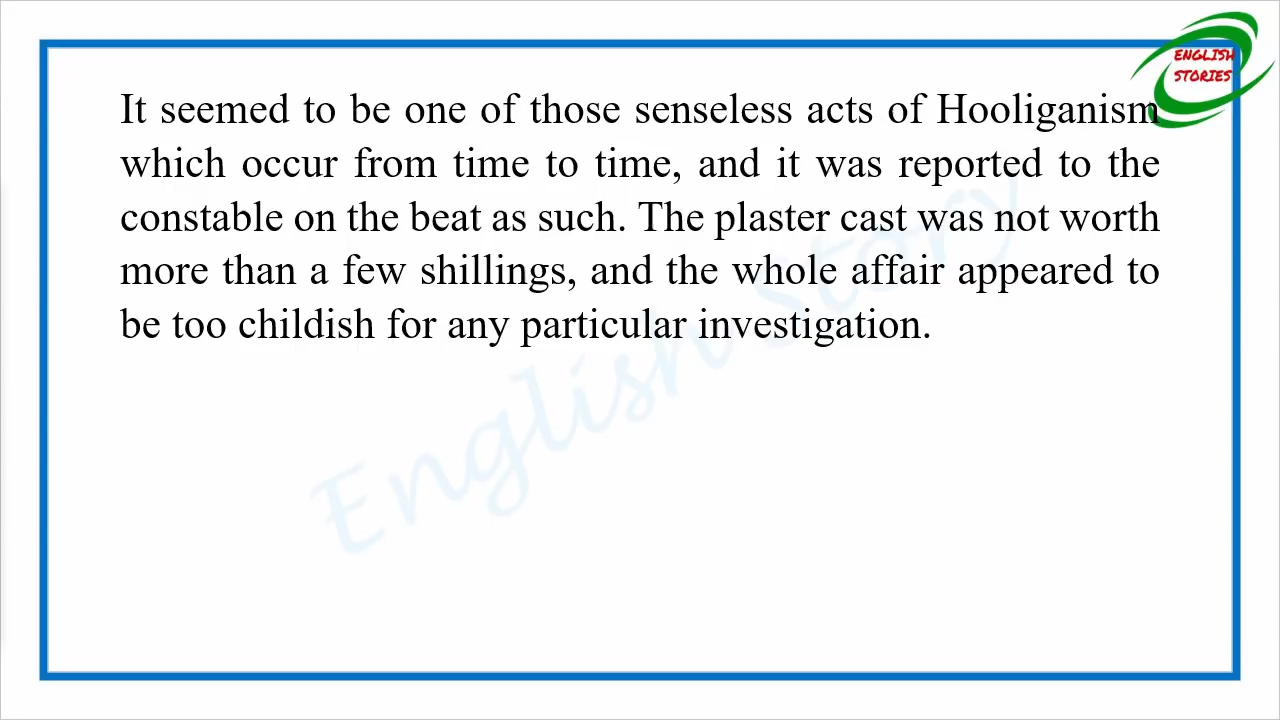 ENGLISH
STORIES
It seemed to be one of those senseless acts of Hooliganism
which occur from time to time, and it was reported to the
constable on the beat as such. The plaster cast was not worth
more than a few shillings, and the whole affair appeared to
be too childish for any particular investigation.
English Story